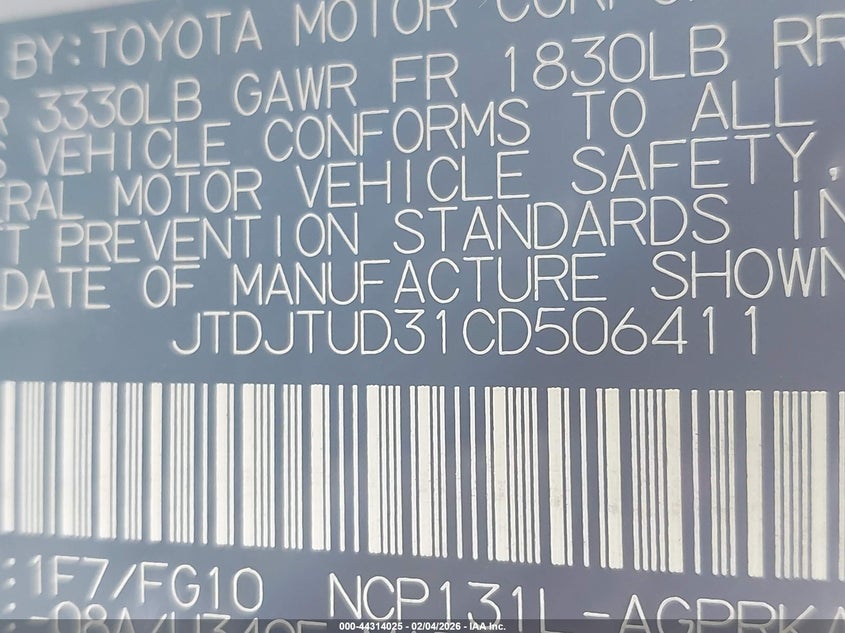 BY:TOYOTA MOTOR
3330LB GAWR FR 1830LB RR
VEHICLE CONFORMS TO ALL
MOTOR VEHICLE SAFETY,
PREVENTION STANDARDS IN
DATE OF MANUFACTURE SHOWN
JTDJTUD31CD506411
:1F7/FG10 NCP131L-AGPRKA
000-44314025 - 02/04/2026 - IAA Inc.